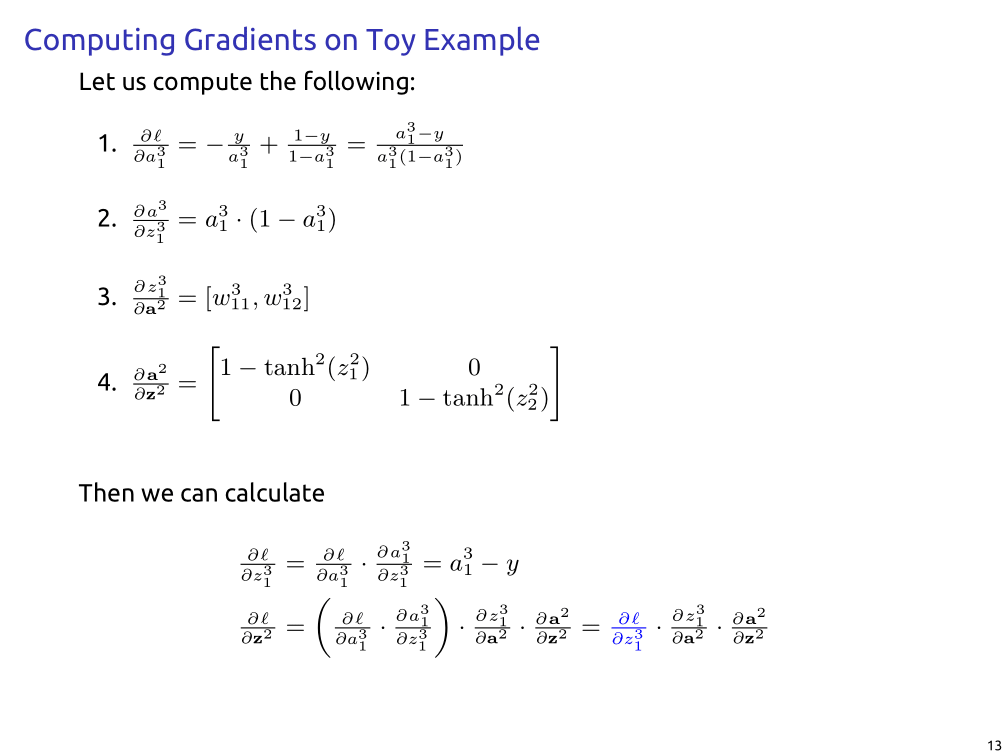 Computing Gradients on Toy Example
Let us compute the following:
1. $\frac{\partial \ell}{\partial a_1^3} = -\frac{y}{a_1^3} + \frac{1-y}{1-a_1^3} = \frac{a_1^3-y}{a_1^3(1-a_1^3)}$
2. $\frac{\partial a^3}{\partial z_1^3} = a_1^3 \cdot (1 - a_1^3)$
3. $\frac{\partial z_1^3}{\partial \mathbf{a}^2} = [w_{11}^3, w_{12}^3]$
4. $\frac{\partial \mathbf{a}^2}{\partial \mathbf{z}^2} = \begin{bmatrix} 1 - \tanh^2(z_1^2) & 0 \\ 0 & 1 - \tanh^2(z_2^2) \end{bmatrix}$
Then we can calculate
$\frac{\partial \ell}{\partial z_1^3} = \frac{\partial \ell}{\partial a_1^3} \cdot \frac{\partial a_1^3}{\partial z_1^3} = a_1^3 - y$
$\frac{\partial \ell}{\partial \mathbf{z}^2} = \left( \frac{\partial \ell}{\partial a_1^3} \cdot \frac{\partial a_1^3}{\partial z_1^3} \right) \cdot \frac{\partial z_1^3}{\partial \mathbf{a}^2} \cdot \frac{\partial \mathbf{a}^2}{\partial \mathbf{z}^2} = \frac{\partial \ell}{\partial z_1^3} \cdot \frac{\partial z_1^3}{\partial \mathbf{a}^2} \cdot \frac{\partial \mathbf{a}^2}{\partial \mathbf{z}^2}$
13